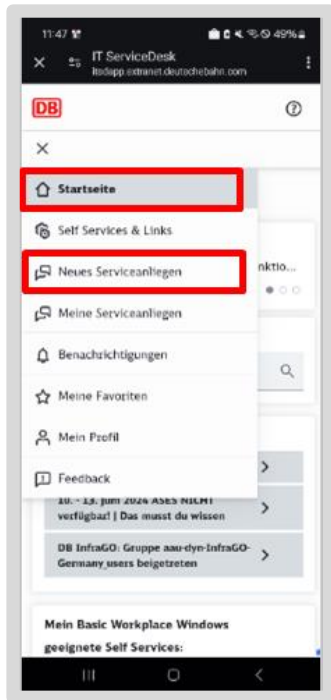 11:47
49%
IT ServiceDesk
itsdapp.extranet.deutschebahn.com
DB
Startseite
Self Services & Links
Neues Serviceanliegen
nktio...
Meine Serviceanliegen
Benachrichtigungen
Meine Favoriten
Mein Profil
Feedback
10. - 13. Juni 2024 ASES NICHT
verfügbar! | Das musst du wissen
DB InfraGO: Gruppe aau-dyn-InfraGO-
Germany_users beigetreten
Mein Basic Workplace Windows
geeignete Self Services: